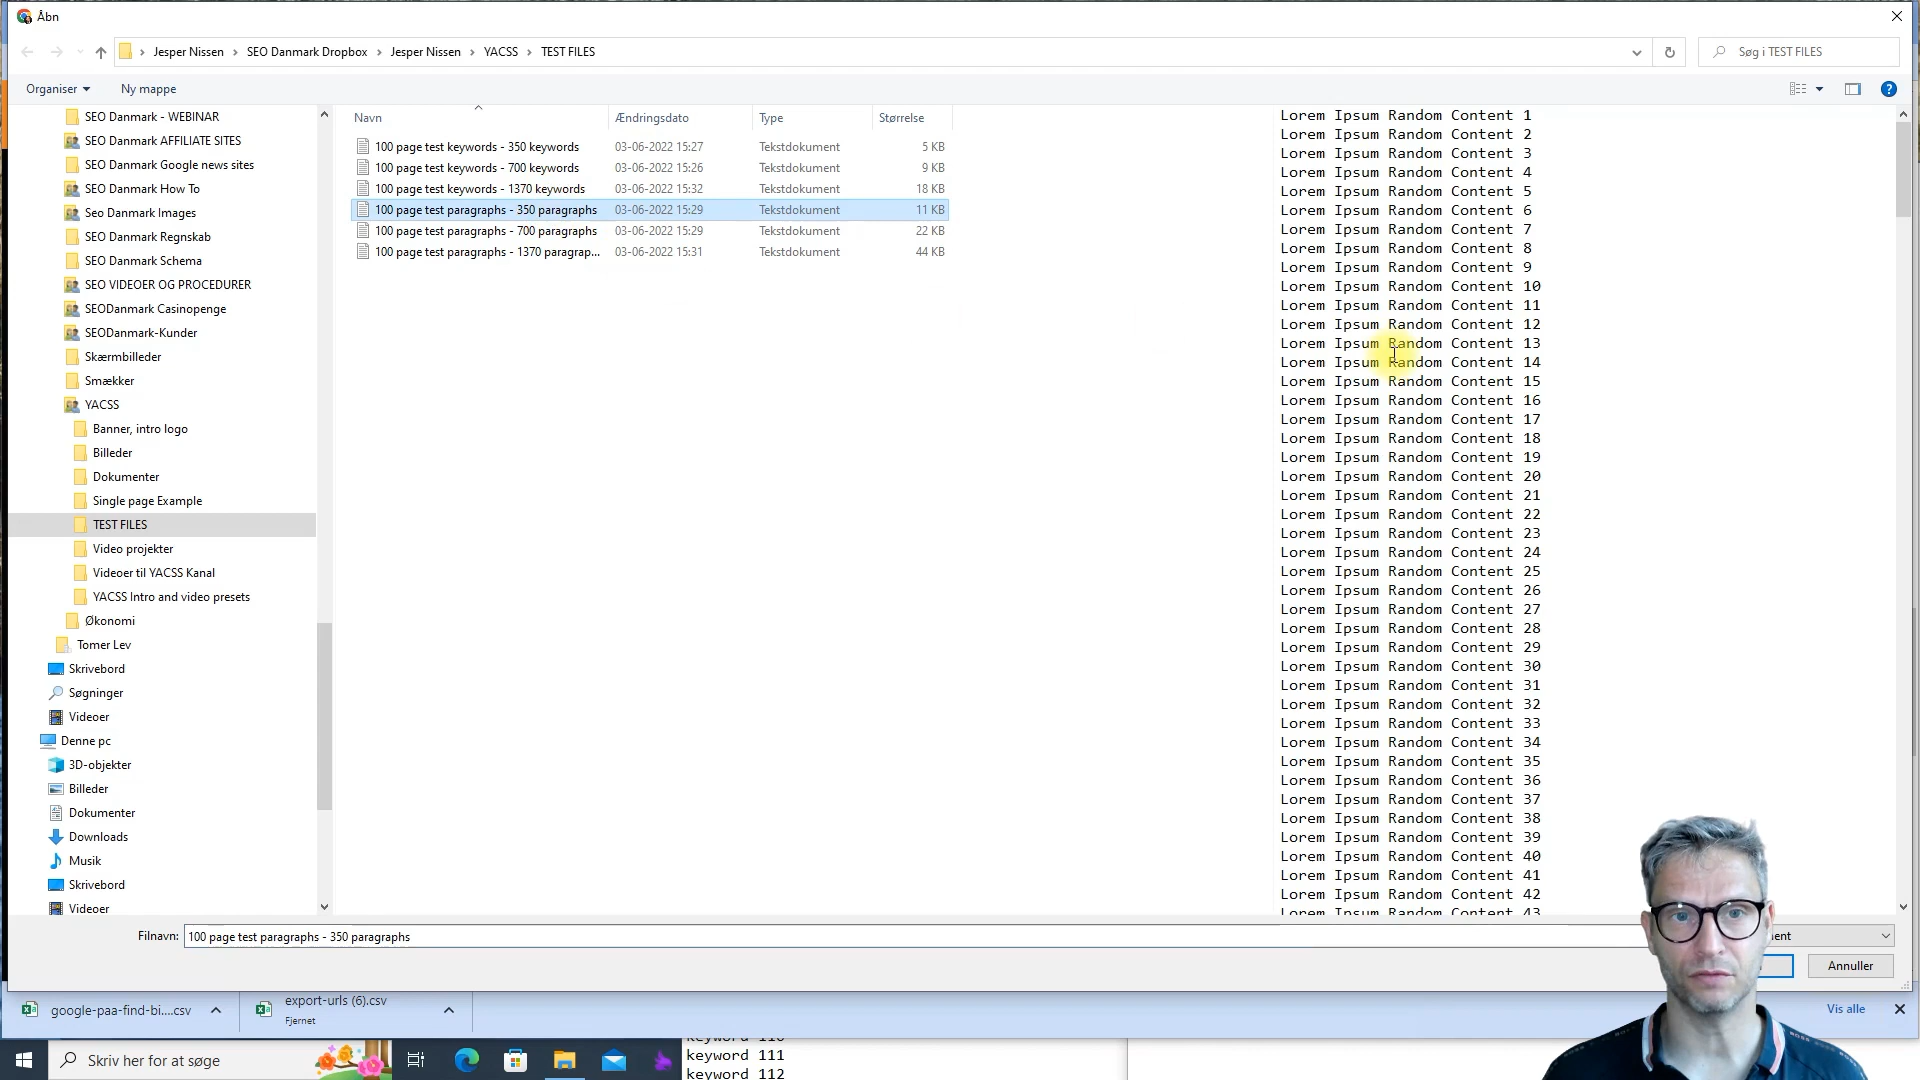 Åbn
Jesper Nissen > SEO Danmark Dropbox > Jesper Nissen > YACSS > TEST FILES
Søg i TEST FILES
Organiser
Ny mappe
SEO Danmark - WEBINAR
SEO Danmark AFFILIATE SITES
SEO Danmark Google news sites
SEO Danmark How To
Seo Danmark Images
SEO Danmark Regnskab
SEO Danmark Schema
SEO VIDEOER OG PROCEDURER
SEODanmark Casinopenge
SEODanmark-Kunder
Skærmbilleder
Smækker
YACSS
Banner, intro logo
Billeder
Dokumenter
Single page Example
TEST FILES
Video projekter
Videoer til YACSS Kanal
YACSS Intro and video presets
Økonomi
Tomer Lev
Skrivebord
Søgninger
Videoer
Denne pc
3D-objekter
Billeder
Dokumenter
Downloads
Musik
Skrivebord
Videoer
Navn Ændringsdato Type Størrelse
100 page test keywords - 350 keywords 03-06-2022 15:27 Tekstdokument 5 KB
100 page test keywords - 700 keywords 03-06-2022 15:26 Tekstdokument 9 KB
100 page test keywords - 1370 keywords 03-06-2022 15:32 Tekstdokument 18 KB
100 page test paragraphs - 350 paragraphs 03-06-2022 15:29 Tekstdokument 11 KB
100 page test paragraphs - 700 paragraphs 03-06-2022 15:29 Tekstdokument 22 KB
100 page test paragraphs - 1370 paragrap... 03-06-2022 15:31 Tekstdokument 44 KB
Lorem Ipsum Random Content 1
Lorem Ipsum Random Content 2
Lorem Ipsum Random Content 3
Lorem Ipsum Random Content 4
Lorem Ipsum Random Content 5
Lorem Ipsum Random Content 6
Lorem Ipsum Random Content 7
Lorem Ipsum Random Content 8
Lorem Ipsum Random Content 9
Lorem Ipsum Random Content 10
Lorem Ipsum Random Content 11
Lorem Ipsum Random Content 12
Lorem Ipsum Random Content 13
Lorem Ipsum Random Content 14
Lorem Ipsum Random Content 15
Lorem Ipsum Random Content 16
Lorem Ipsum Random Content 17
Lorem Ipsum Random Content 18
Lorem Ipsum Random Content 19
Lorem Ipsum Random Content 20
Lorem Ipsum Random Content 21
Lorem Ipsum Random Content 22
Lorem Ipsum Random Content 23
Lorem Ipsum Random Content 24
Lorem Ipsum Random Content 25
Lorem Ipsum Random Content 26
Lorem Ipsum Random Content 27
Lorem Ipsum Random Content 28
Lorem Ipsum Random Content 29
Lorem Ipsum Random Content 30
Lorem Ipsum Random Content 31
Lorem Ipsum Random Content 32
Lorem Ipsum Random Content 33
Lorem Ipsum Random Content 34
Lorem Ipsum Random Content 35
Lorem Ipsum Random Content 36
Lorem Ipsum Random Content 37
Lorem Ipsum Random Content 38
Lorem Ipsum Random Content 39
Lorem Ipsum Random Content 40
Lorem Ipsum Random Content 41
Lorem Ipsum Random Content 42
Lorem Ipsum Random Content 43
Filnavn: 100 page test paragraphs - 350 paragraphs
Annuller
google-paa-find-bi....csv
export-urls (6).csv
Fjernet
Vis alle
Skriv her for at søge
keyword 110
keyword 111
keyword 112